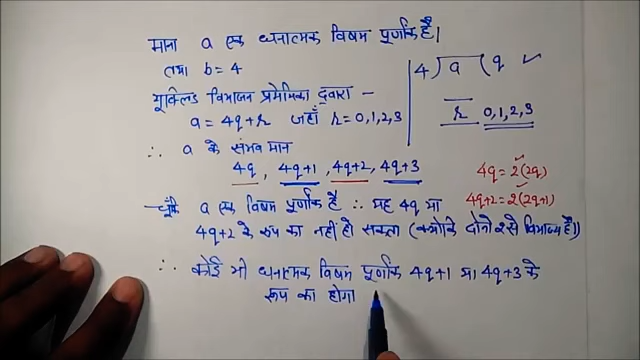 माना a एक धनात्मक विषम पूर्णांक है।
तथा b = 4
यूक्लिड विभाजन प्रमेयिका द्वारा –
a = 4q + r जहाँ r = 0,1,2,3
∴ a के संभव मान
4q, 4q+1, 4q+2, 4q+3
चूँकि a एक विषम पूर्णांक है ∴ यह 4q या
4q+2 के रूप का नहीं हो सकता (क्योंकि दोनों 2 से विभाज्य है।)
∴ कोई भी धनात्मक विषम पूर्णांक 4q+1 या 4q+3 के
रूप का होगा
4) a (q ✓
r 0,1,2,3
4q = 2(2q)
4q+2 = 2(2q+1)